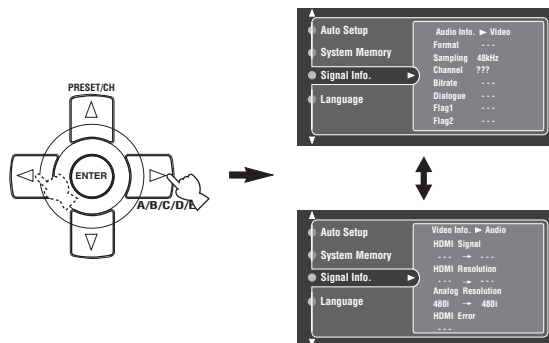 PRESET/CH
ENTER
A/B/C/D/E
Auto Setup
System Memory
Signal Info.
Language
Audio Info. ► Video
Format - - -
Sampling 48kHz
Channel ???
Bitrate - - -
Dialogue - - -
Flag1 - - -
Flag2 - - -
Auto Setup
System Memory
Signal Info.
Language
Video Info. ► Audio
HDMI Signal
- - - → - - -
HDMI Resolution
- - - → - - -
Analog Resolution
480i → 480i
HDMI Error
- - -